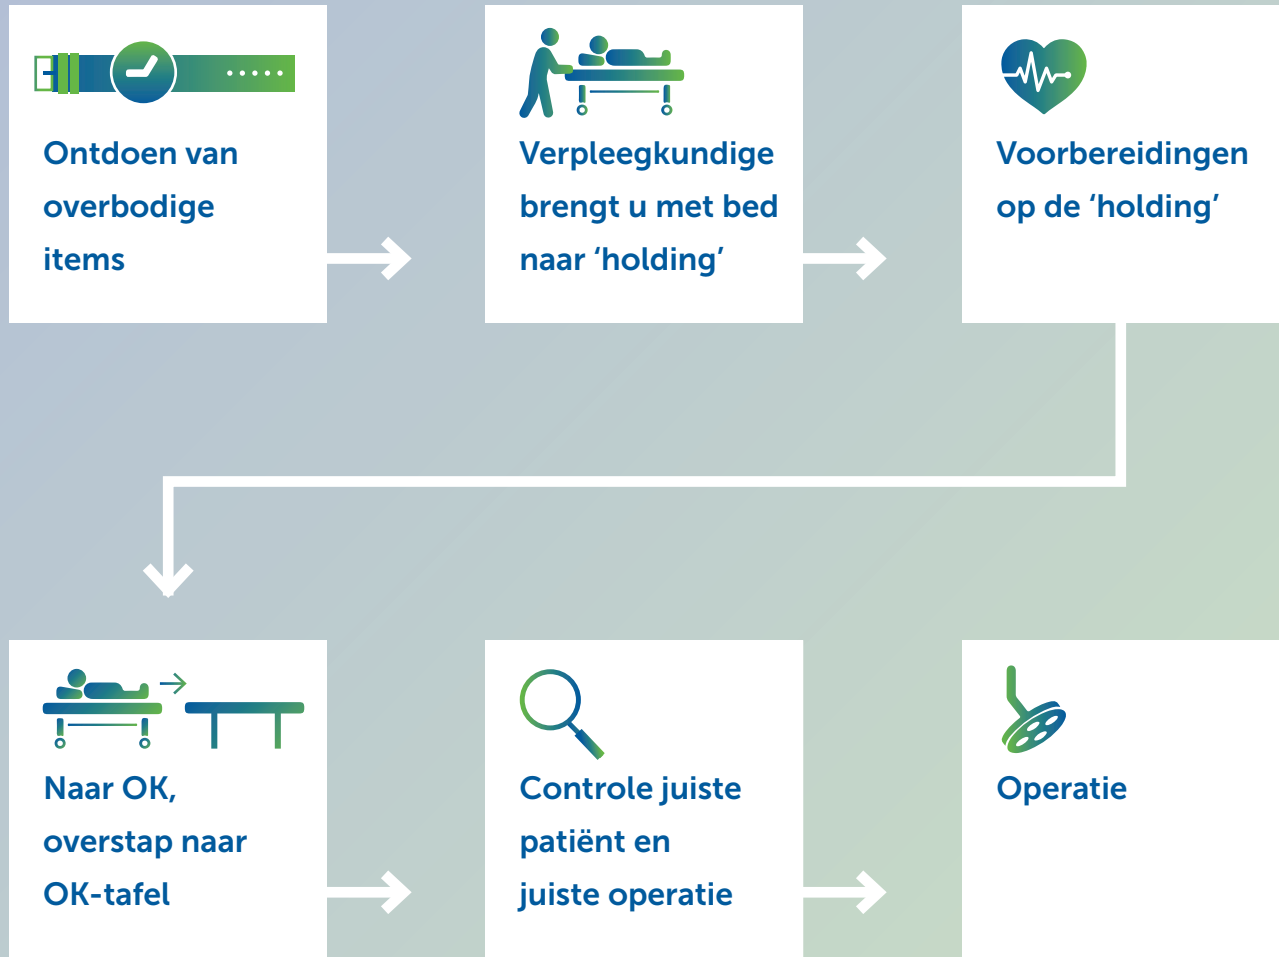 Ontdoen van
overbodige
items
Verpleegkundige
brengt u met bed
naar ‘holding’
Voorbereidingen
op de ‘holding’
Naar OK,
overstap naar
OK-tafel
Controle juiste
patiënt en
juiste operatie
Operatie